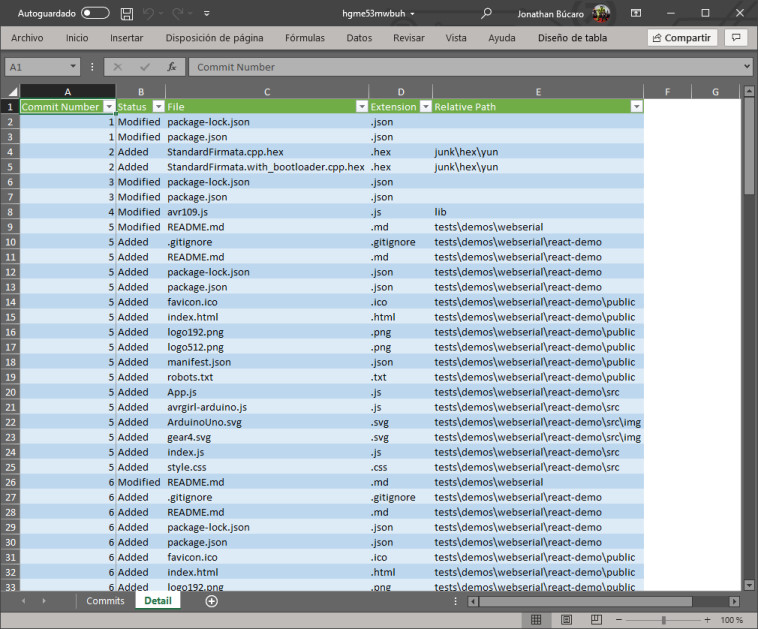 Autoguardado hgme53mwbuh Jonathan Búcaro
Archivo Inicio Insertar Disposición de página Fórmulas Datos Revisar Vista Ayuda Diseño de tabla Compartir
A1 fx Commit Number
A B C D E F G
1 Commit Number Status File Extension Relative Path
2 1 Modified package-lock.json .json
3 1 Modified package.json .json
4 2 Added StandardFirmata.cpp.hex .hex junk\hex\yun
5 2 Added StandardFirmata.with_bootloader.cpp.hex .hex junk\hex\yun
6 3 Modified package-lock.json .json
7 3 Modified package.json .json
8 4 Modified avr109.js .js lib
9 5 Modified README.md .md tests\demos\webserial
10 5 Added .gitignore .gitignore tests\demos\webserial\react-demo
11 5 Added README.md .md tests\demos\webserial\react-demo
12 5 Added package-lock.json .json tests\demos\webserial\react-demo
13 5 Added package.json .json tests\demos\webserial\react-demo
14 5 Added favicon.ico .ico tests\demos\webserial\react-demo\public
15 5 Added index.html .html tests\demos\webserial\react-demo\public
16 5 Added logo192.png .png tests\demos\webserial\react-demo\public
17 5 Added logo512.png .png tests\demos\webserial\react-demo\public
18 5 Added manifest.json .json tests\demos\webserial\react-demo\public
19 5 Added robots.txt .txt tests\demos\webserial\react-demo\public
20 5 Added App.js .js tests\demos\webserial\react-demo\src
21 5 Added avrgirl-arduino.js .js tests\demos\webserial\react-demo\src
22 5 Added ArduinoUno.svg .svg tests\demos\webserial\react-demo\src\img
23 5 Added gear4.svg .svg tests\demos\webserial\react-demo\src\img
24 5 Added index.js .js tests\demos\webserial\react-demo\src
25 5 Added style.css .css tests\demos\webserial\react-demo\src
26 6 Modified README.md .md tests\demos\webserial
27 6 Added .gitignore .gitignore tests\demos\webserial\react-demo
28 6 Added README.md .md tests\demos\webserial\react-demo
29 6 Added package-lock.json .json tests\demos\webserial\react-demo
30 6 Added package.json .json tests\demos\webserial\react-demo
31 6 Added favicon.ico .ico tests\demos\webserial\react-demo\public
32 6 Added index.html .html tests\demos\webserial\react-demo\public
33 6 Added logo192.png .png tests\demos\webserial\react-demo\public
Commits Detail
100 %